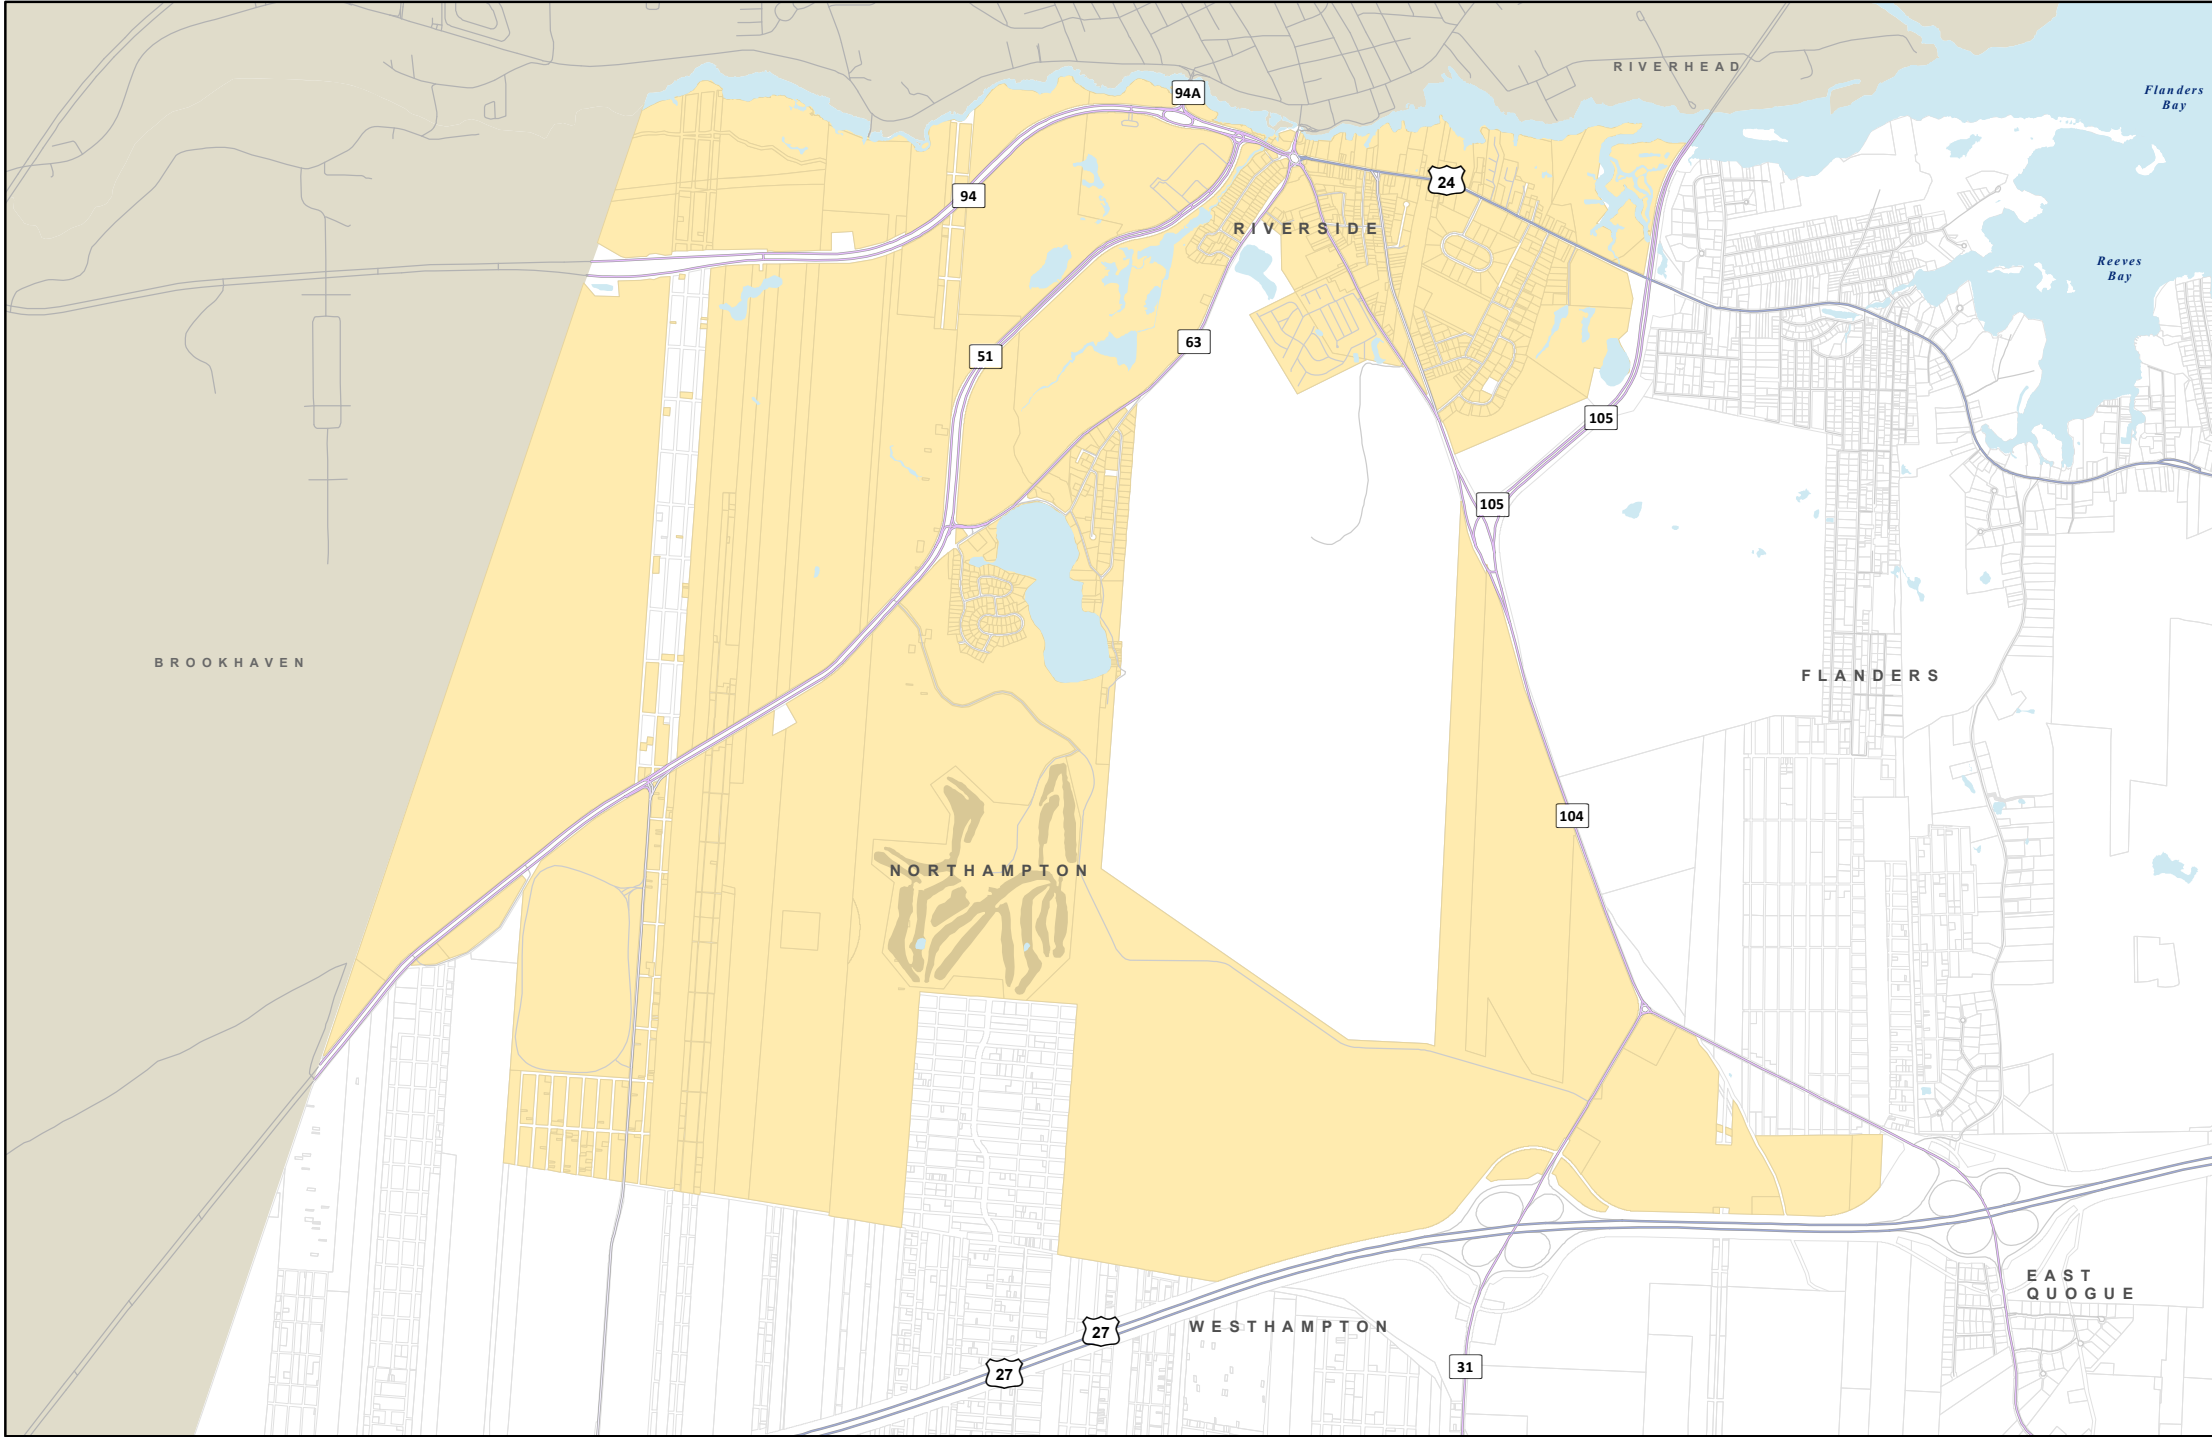 RIVERHEAD
Flanders
Bay
94A
24
94
RIVERSIDE
Reeves
Bay
63
51
105
105
BROOKHAVEN
FLANDERS
104
NORTHAMPTON
EAST
QUOGUE
WESTHAMPTON
27
31
27